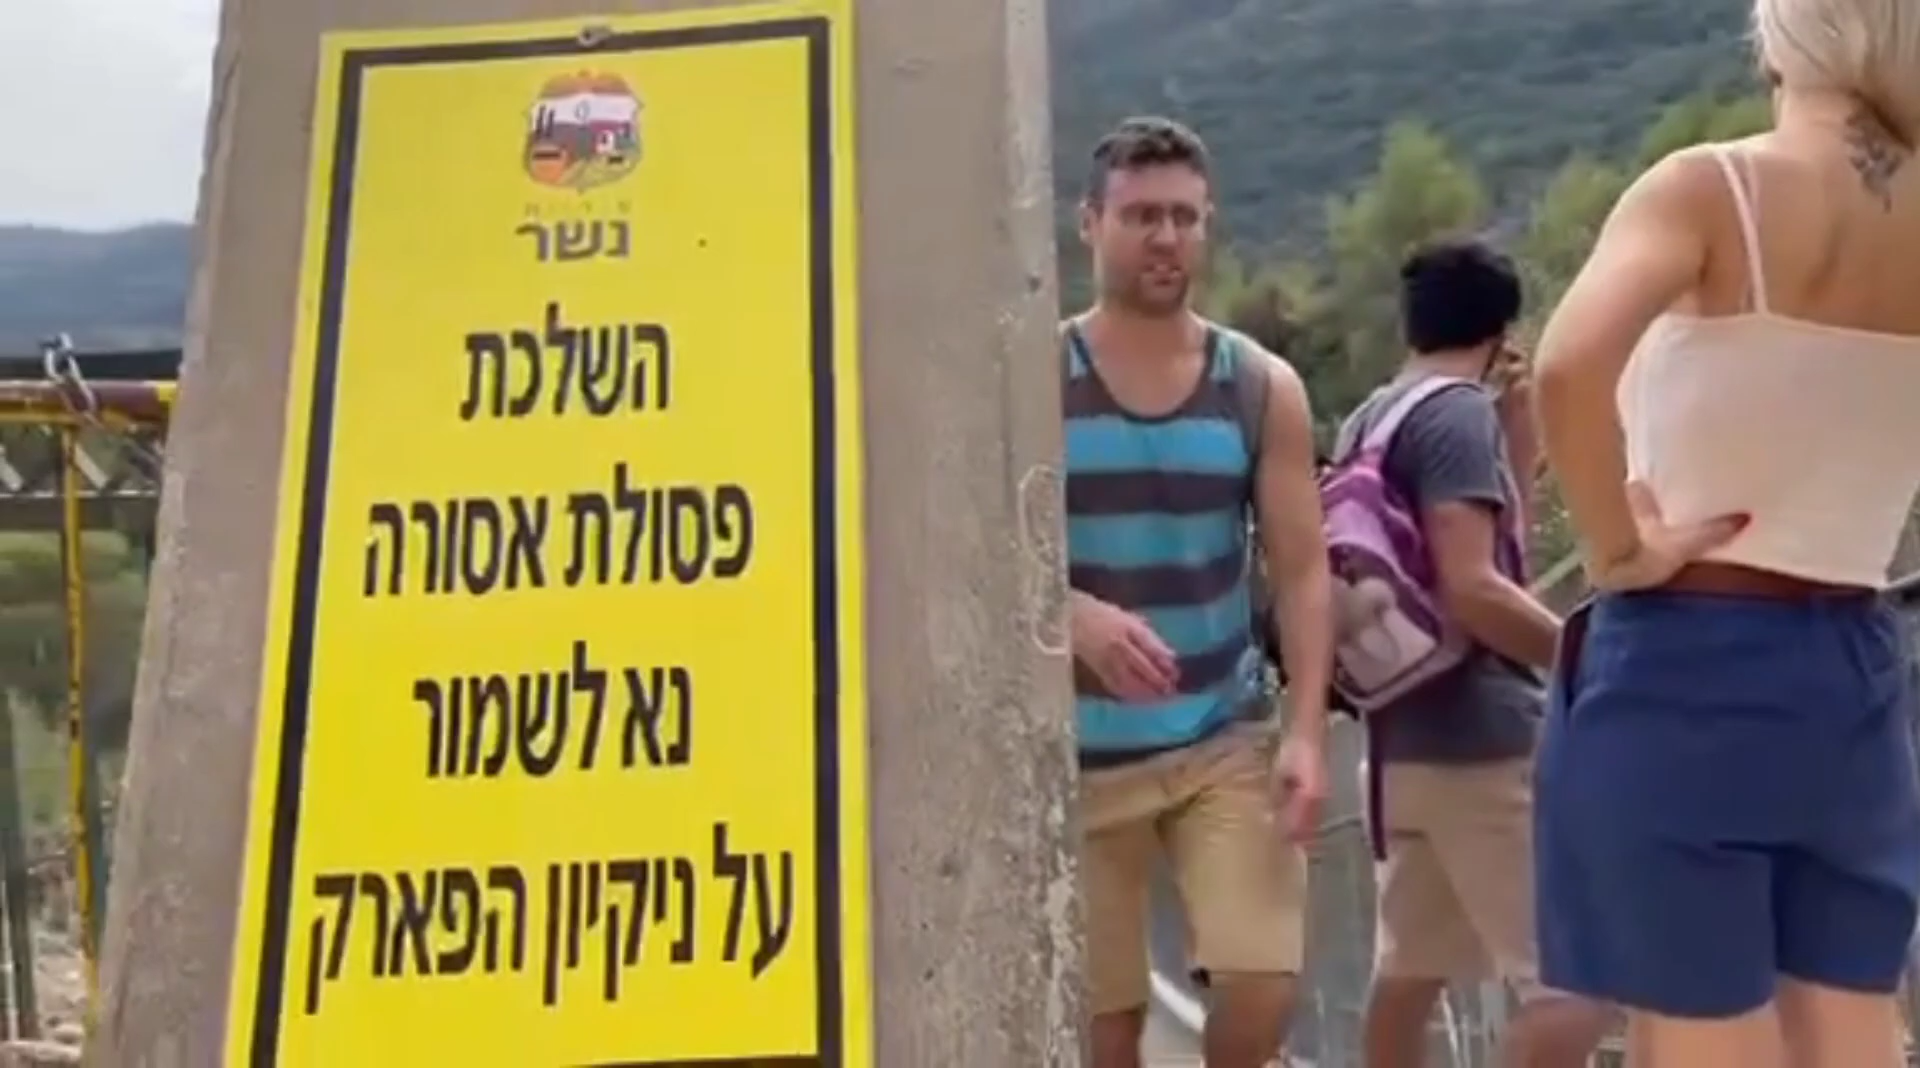 נשר
השלכת
פסולת אסורה
נא לשמור
על ניקיון הפארק